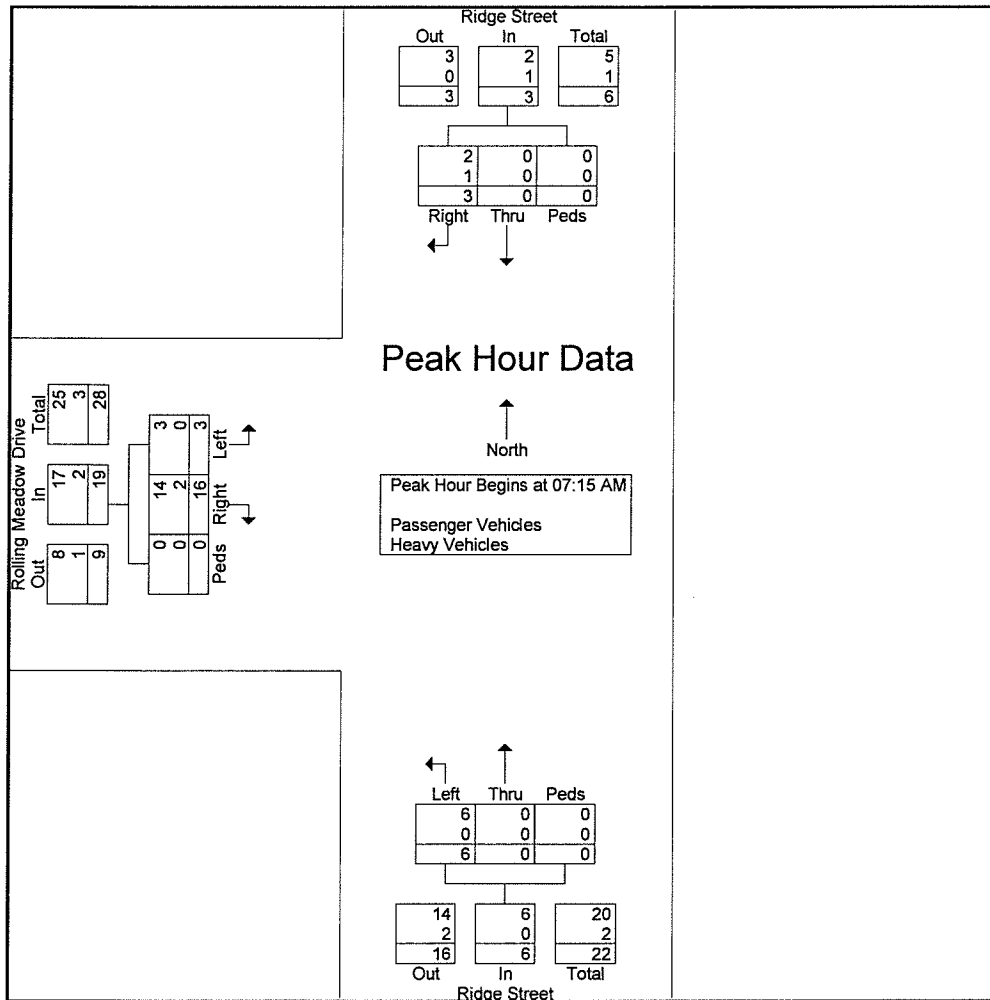 Ridge Street
Out In Total
3 2 5
0 1 1
3 3 6
2 0 0
1 0 0
3 0 0
Right Thru Peds
Peak Hour Data
North
Peak Hour Begins at 07:15 AM
Passenger Vehicles
Heavy Vehicles
Rolling Meadow Drive
Out In Total
8 17 25
1 2 3
9 19 28
0 14 3
0 2 0
0 16 3
Peds Right Left
Left Thru Peds
6 0 0
0 0 0
6 0 0
14 6 20
2 0 2
16 6 22
Out In Total
Ridge Street